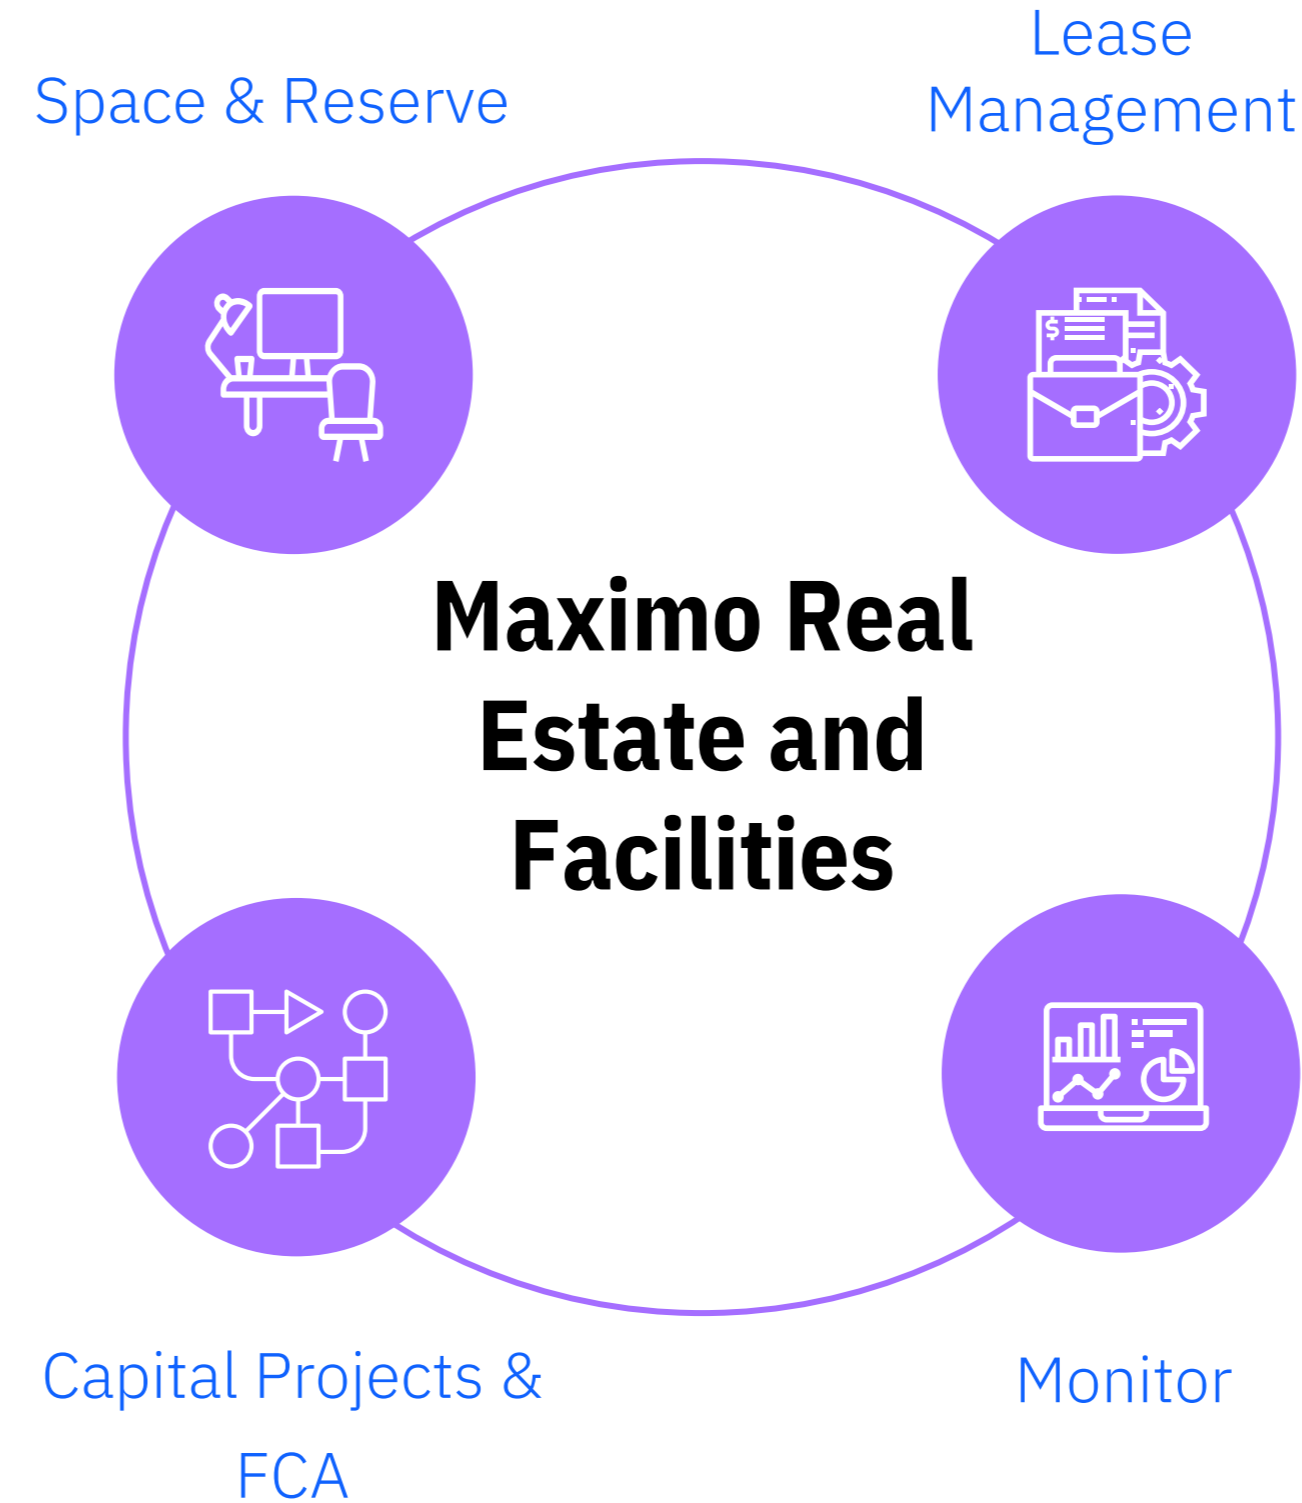 Space & Reserve
Lease
Management
$
Maximo Real
Estate and
Facilities
Capital Projects &
FCA
Monitor